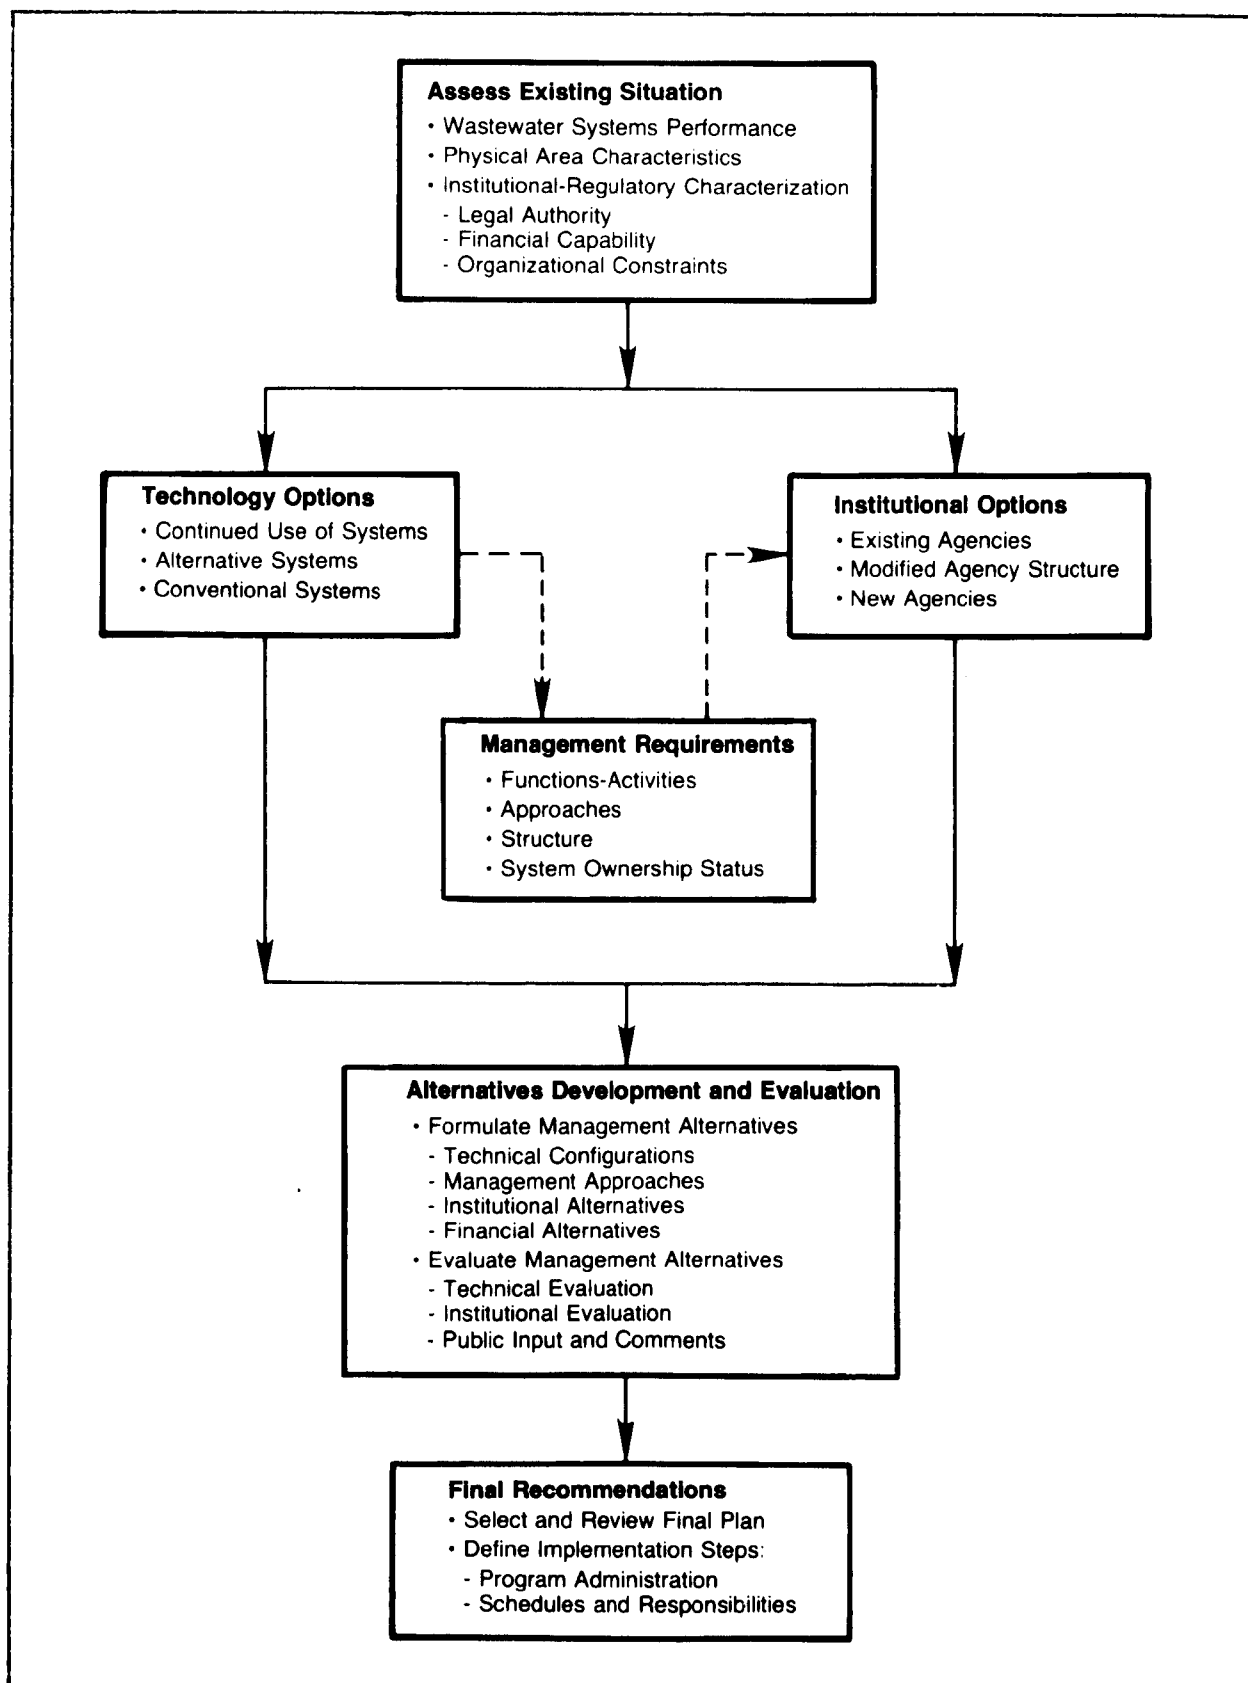 Assess Existing Situation
• Wastewater Systems Performance
• Physical Area Characteristics
• Institutional-Regulatory Characterization
- Legal Authority
- Financial Capability
- Organizational Constraints
Technology Options
• Continued Use of Systems
• Alternative Systems
• Conventional Systems
Institutional Options
• Existing Agencies
• Modified Agency Structure
• New Agencies
Management Requirements
• Functions-Activities
• Approaches
• Structure
• System Ownership Status
Alternatives Development and Evaluation
• Formulate Management Alternatives
- Technical Configurations
- Management Approaches
- Institutional Alternatives
- Financial Alternatives
• Evaluate Management Alternatives
- Technical Evaluation
- Institutional Evaluation
- Public Input and Comments
Final Recommendations
• Select and Review Final Plan
• Define Implementation Steps:
- Program Administration
- Schedules and Responsibilities